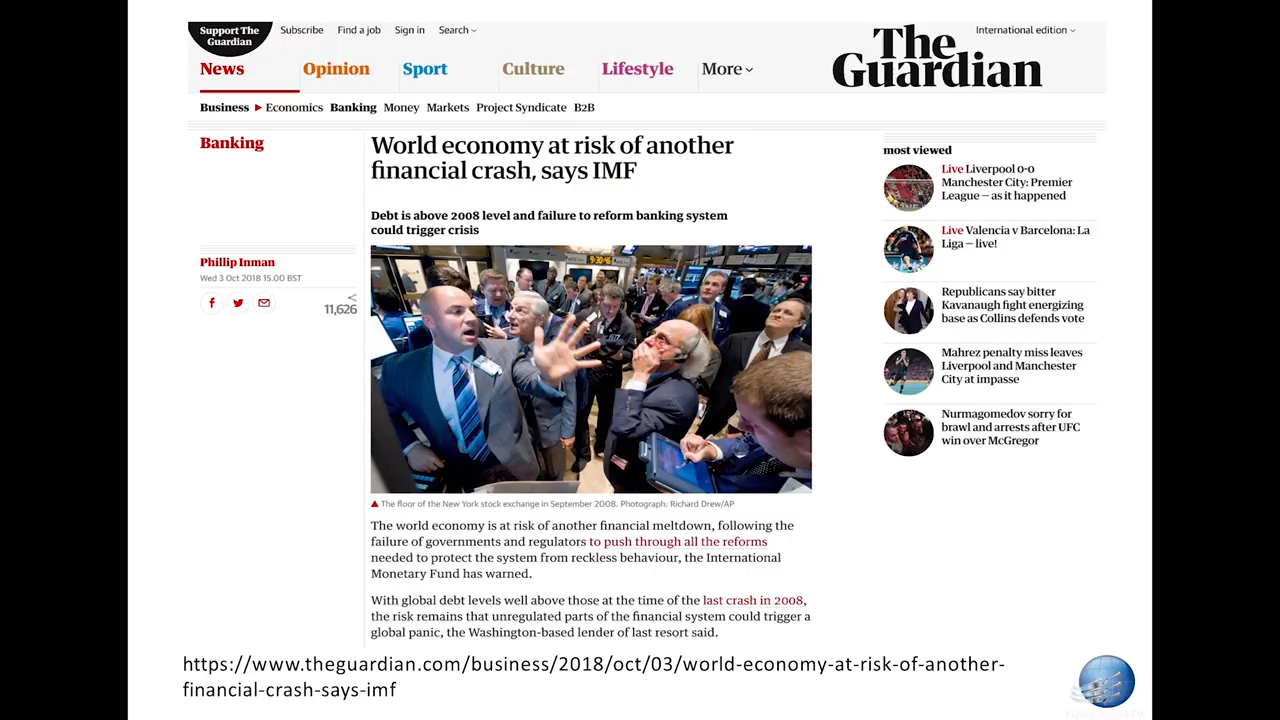 Support The
Guardian
Subscribe Find a job Sign in Search
International edition
The
Guardian
News Opinion Sport Culture Lifestyle More
Business Economics Banking Money Markets Project Syndicate B2B
Banking
World economy at risk of another
financial crash, says IMF
Debt is above 2008 level and failure to reform banking system
could trigger crisis
Phillip Inman
Wed 3 Oct 2018 15.00 BST
11,626
9:30:46
The floor of the New York stock exchange in September 2008. Photograph: Richard Drew/AP
The world economy is at risk of another financial meltdown, following the
failure of governments and regulators to push through all the reforms
needed to protect the system from reckless behaviour, the International
Monetary Fund has warned.
With global debt levels well above those at the time of the last crash in 2008,
the risk remains that unregulated parts of the financial system could trigger a
global panic, the Washington-based lender of last resort said.
most viewed
Live Liverpool 0-0
Manchester City: Premier
League – as it happened
Live Valencia v Barcelona: La
Liga – live!
Republicans say bitter
Kavanaugh fight energizing
base as Collins defends vote
Mahrez penalty miss leaves
Liverpool and Manchester
City at impasse
Nurmagomedov sorry for
brawl and arrests after UFC
win over McGregor
https://www.theguardian.com/business/2018/oct/03/world-economy-at-risk-of-another-
financial-crash-says-imf